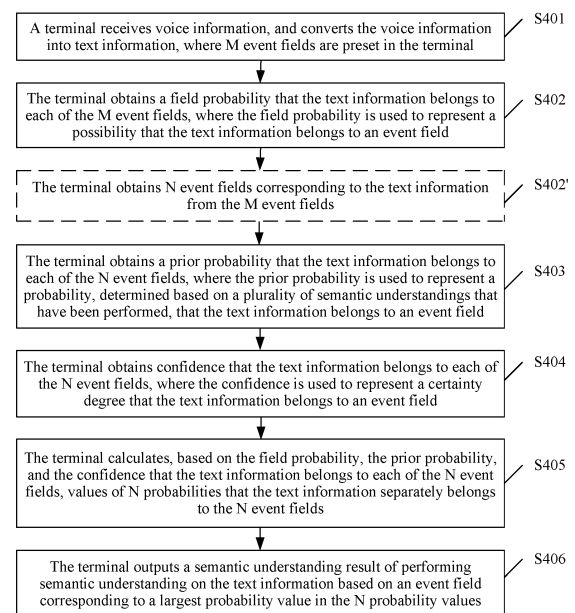 A terminal receives voice information, and converts the voice information
into text information, where M event fields are preset in the terminal
S401
The terminal obtains a field probability that the text information belongs to
each of the M event fields, where the field probability is used to represent a
possibility that the text information belongs to an event field
S402
The terminal obtains N event fields corresponding to the text information
from the M event fields
S402'
The terminal obtains a prior probability that the text information belongs to
each of the N event fields, where the prior probability is used to represent a
probability, determined based on a plurality of semantic understandings that
have been performed, that the text information belongs to an event field
S403
The terminal obtains confidence that the text information belongs to each of
the N event fields, where the confidence is used to represent a certainty
degree that the text information belongs to an event field
S404
The terminal calculates, based on the field probability, the prior probability,
and the confidence that the text information belongs to each of the N event
fields, values of N probabilities that the text information separately belongs
to the N event fields
S405
The terminal outputs a semantic understanding result of performing
semantic understanding on the text information based on an event field
corresponding to a largest probability value in the N probability values
S406